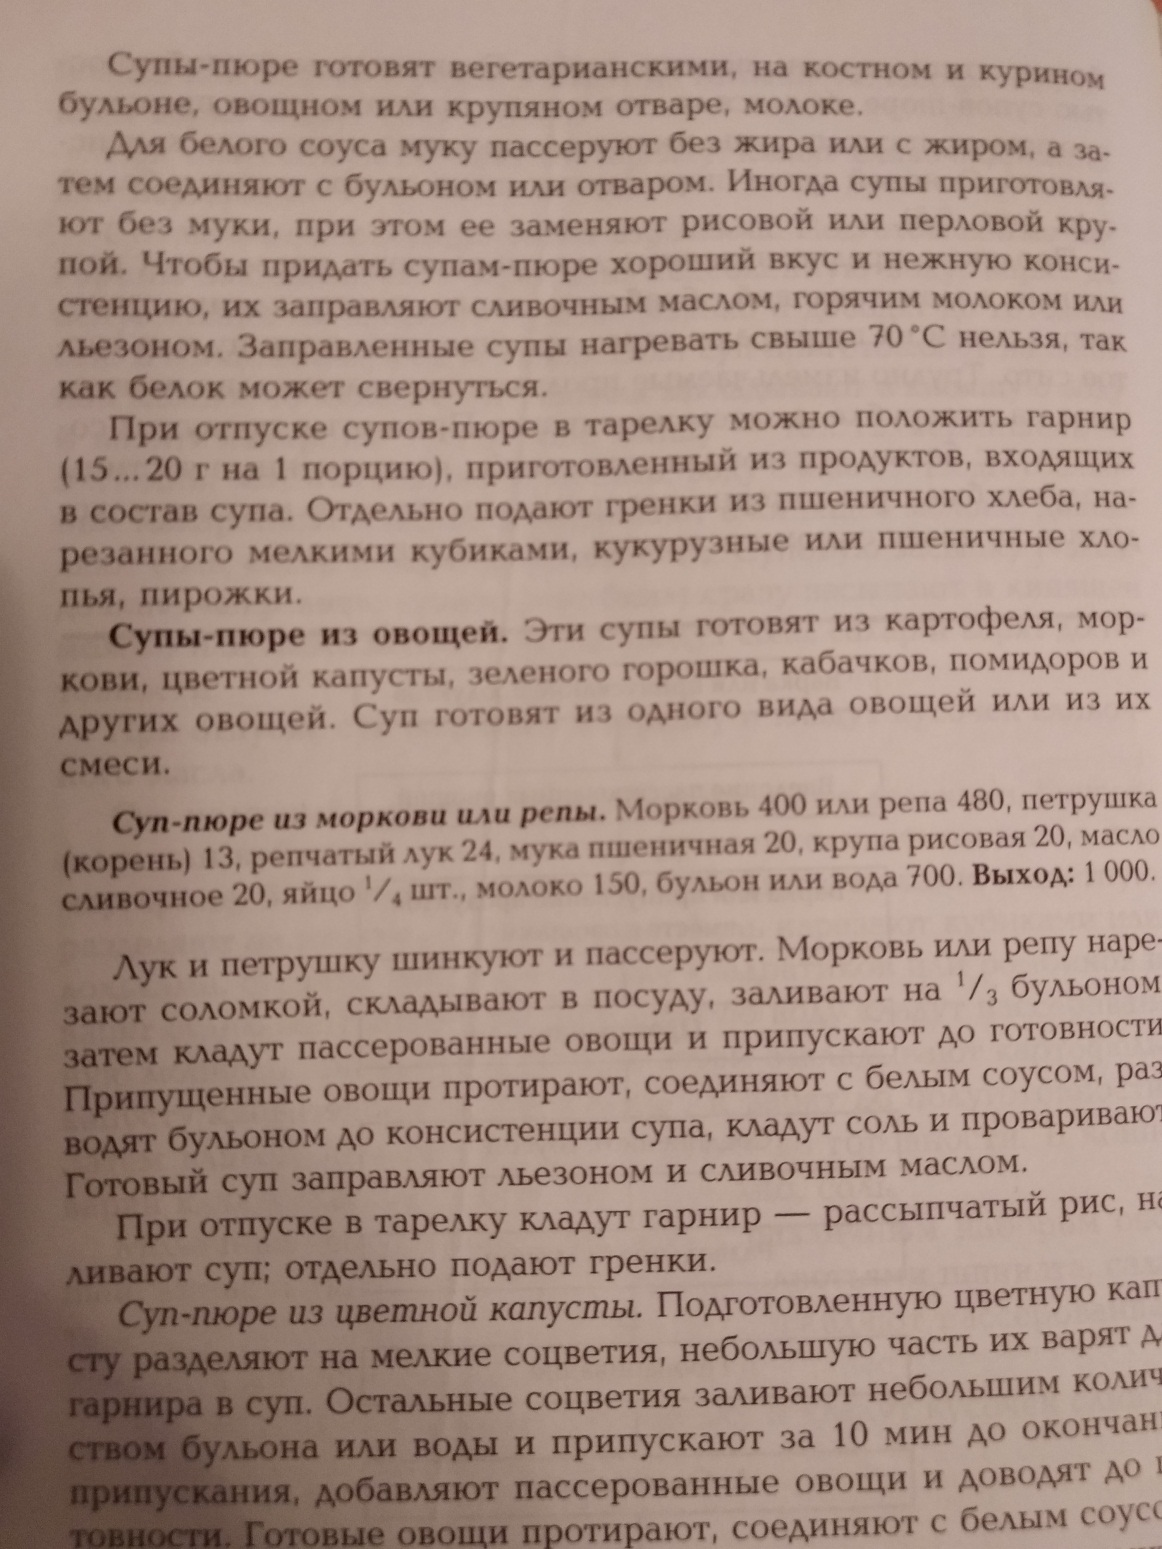 Супы-пюре готовят вегетарианскими, на костном и курином
бульоне, овощном или крупяном отваре, молоке.
Для белого соуса муку пассеруют без жира или с жиром, а за-
тем соединяют с бульоном или отваром. Иногда супы приготовля-
ют без муки, при этом ее заменяют рисовой или перловой кру-
пой. Чтобы придать супам-пюре хороший вкус и нежную конси-
стенцию, их заправляют сливочным маслом, горячим молоком или
льезоном. Заправленные супы нагревать свыше 70 °С нельзя, так
как белок может свернуться.
При отпуске супов-пюре в тарелку можно положить гарнир
(15...20 г на 1 порцию), приготовленный из продуктов, входящих
в состав супа. Отдельно подают гренки из пшеничного хлеба, на-
резанного мелкими кубиками, кукурузные или пшеничные хло-
пья, пирожки.
Супы-пюре из овощей. Эти супы готовят из картофеля, мор-
кови, цветной капусты, зеленого горошка, кабачков, помидоров и
других овощей. Суп готовят из одного вида овощей или из их
смеси.
Суп-пюре из моркови или репы. Морковь 400 или репа 480, петрушка
(корень) 13, репчатый лук 24, мука пшеничная 20, крупа рисовая 20, масло
сливочное 20, яйцо 1/4 шт., молоко 150, бульон или вода 700. Выход: 1 000.
Лук и петрушку шинкуют и пассеруют. Морковь или репу наре-
зают соломкой, складывают в посуду, заливают на 1/3 бульоном
затем кладут пассерованные овощи и припускают до готовности
Припущенные овощи протирают, соединяют с белым соусом, раз
водят бульоном до консистенции супа, кладут соль и проваривают
Готовый суп заправляют льезоном и сливочным маслом.
При отпуске в тарелку кладут гарнир — рассыпчатый рис, на
ливают суп; отдельно подают гренки.
Суп-пюре из цветной капусты. Подготовленную цветную кап
сту разделяют на мелкие соцветия, небольшую часть их варят
гарнира в суп. Остальные соцветия заливают небольшим колич
ством бульона или воды и припускают за 10 мин до окончан
припускания, добавляют пассерованные овощи и доводят до
товности. Готовые овощи протирают, соединяют с белым соусо